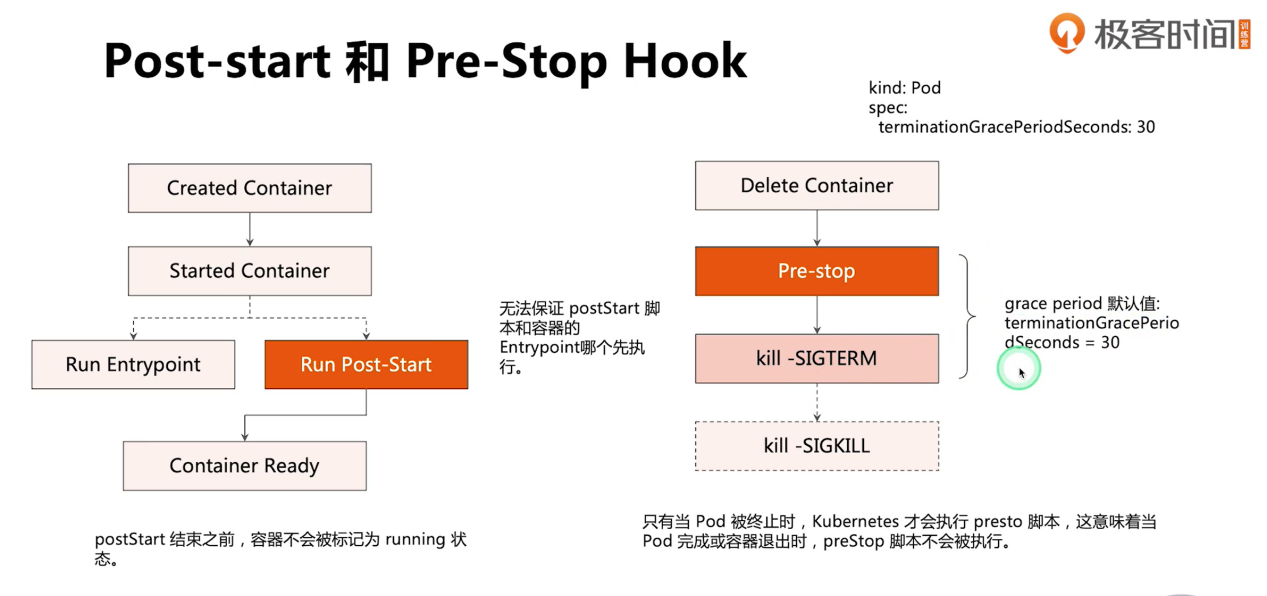 Post-start 和 Pre-Stop Hook
极客时间 训练营
kind: Pod
spec:
terminationGracePeriodSeconds: 30
Created Container
Started Container
Run Entrypoint
Run Post-Start
Container Ready
postStart 结束之前，容器不会被标记为 running 状
态。
无法保证 postStart 脚
本和容器的
Entrypoint哪个先执
行。
Delete Container
Pre-stop
kill -SIGTERM
kill -SIGKILL
grace period 默认值:
terminationGracePerio
dSeconds = 30
只有当 Pod 被终止时，Kubernetes 才会执行 presto 脚本，这意味着当
Pod 完成或容器退出时，preStop 脚本不会被执行。